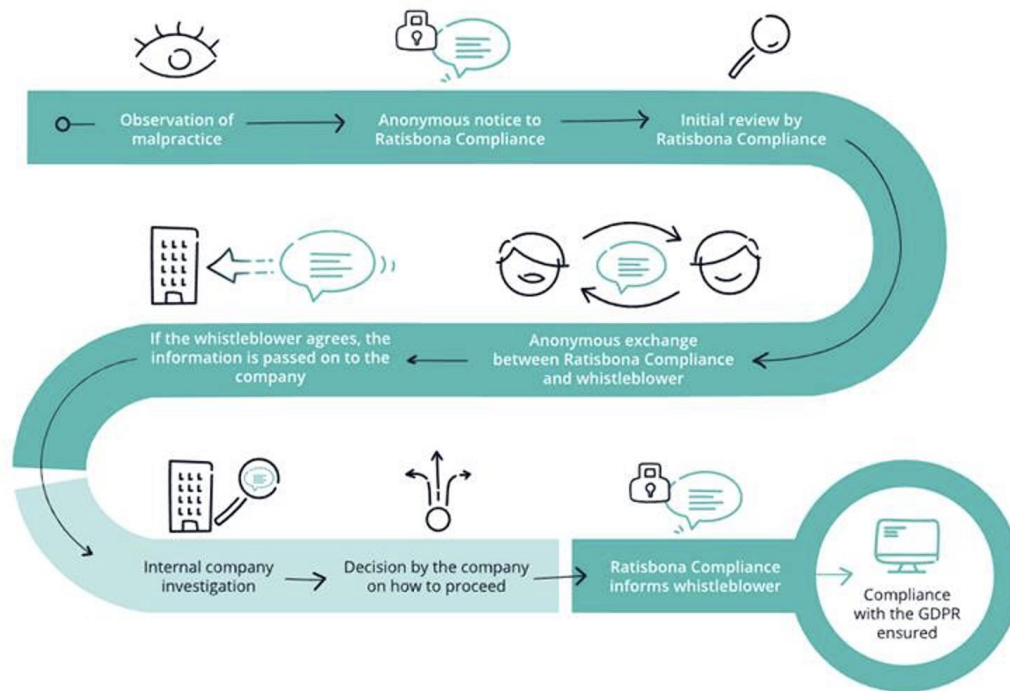 Observation of
malpractice
Anonymous notice to
Ratisbona Compliance
Initial review by
Ratisbona Compliance
If the whistleblower agrees, the
information is passed on to the
company
Anonymous exchange
between Ratisbona Compliance
and whistleblower
Internal company
investigation
Decision by the company
on how to proceed
Ratisbona Compliance
informs whistleblower
Compliance
with the GDPR
ensured